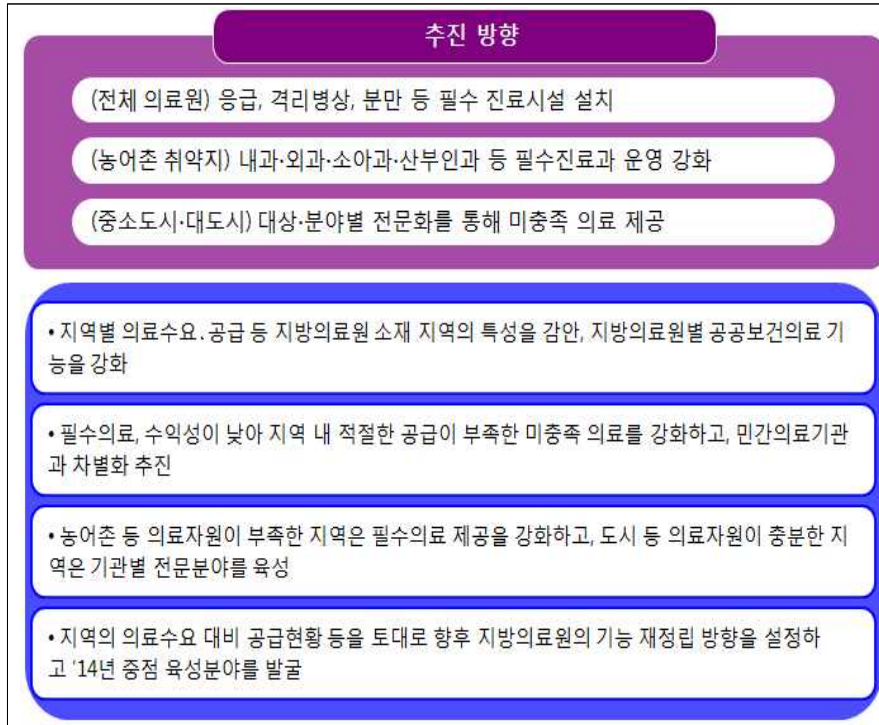 추진 방향
(전체 의료원) 응급, 격리병상, 분만 등 필수 진료시설 설치
(농어촌 취약지) 내과·외과·소아과·산부인과 등 필수진료과 운영 강화
(중소도시·대도시) 대상·분야별 전문화를 통해 미충족 의료 제공
• 지역별 의료수요․공급 등 지방의료원 소재 지역의 특성을 감안, 지방의료원별 공공보건의료 기
능을 강화
• 필수의료, 수익성이 낮아 지역 내 적절한 공급이 부족한 미충족 의료를 강화하고, 민간의료기관
과 차별화 추진
• 농어촌 등 의료자원이 부족한 지역은 필수의료 제공을 강화하고, 도시 등 의료자원이 충분한 지
역은 기관별 전문분야를 육성
• 지역의 의료수요 대비 공급현황 등을 토대로 향후 지방의료원의 기능 재정립 방향을 설정하
고 '14년 중점 육성분야를 발굴